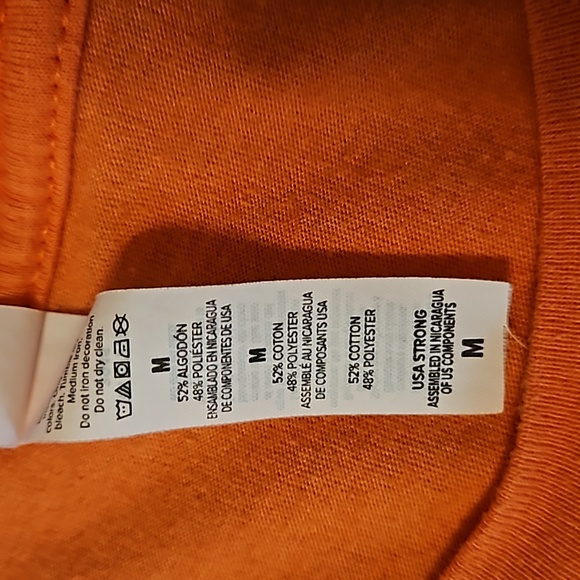 colors.
bleach. Tumble
Medium Iron.
Do not Iron decoration
Do not dry clean.
M
52% ALGODÓN
48% POLIÉSTER
ENSAMBLADO EN NICARAGUA
DE COMPONENTES DE USA
M
52% COTON
48% POLYESTER
ASSEMBLÉ AU NICARAGUA
DE COMPOSANTS USA
52% COTTON
48% POLYESTER
USA STRONG
ASSEMBLED IN NICARAGUA
OF US COMPONENTS
M